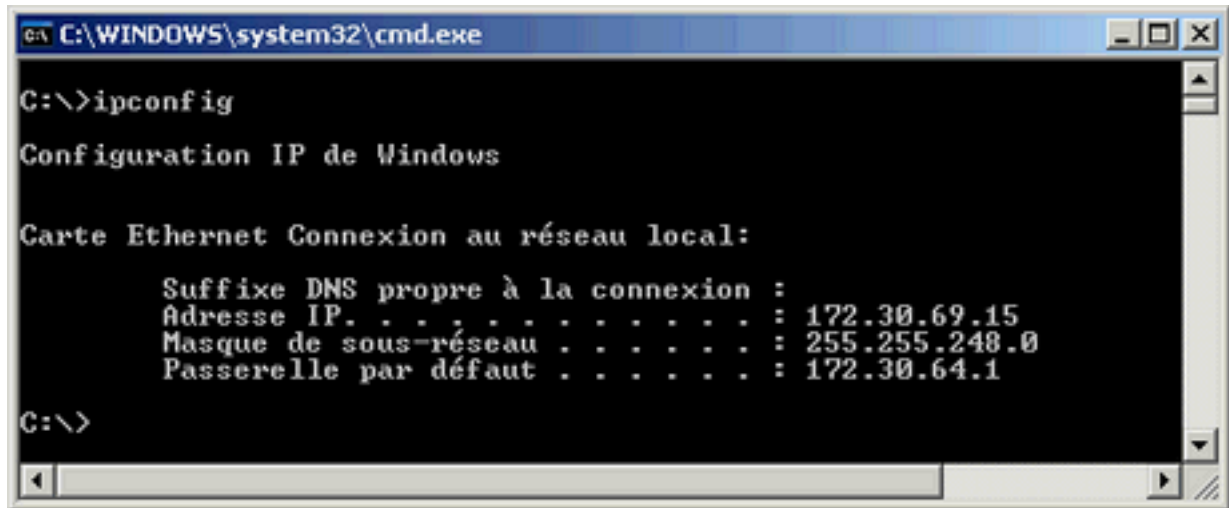 C:\WINDOWS\system32\cmd.exe
C:\>ipconfig
Configuration IP de Windows
Carte Ethernet Connexion au réseau local:
Suffixe DNS propre à la connexion :
Adresse IP. . . . . . . . . . . . : 172.30.69.15
Masque de sous-réseau . . . . . . : 255.255.248.0
Passerelle par défaut . . . . . . : 172.30.64.1
C:\>